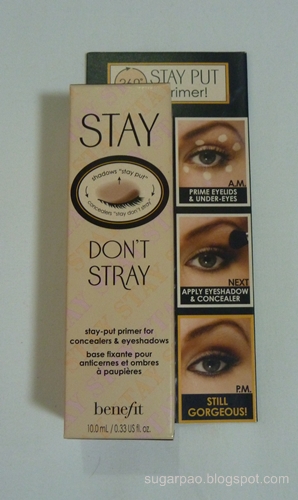 360°
STAY PUT
primer!
STAY
shadows "stay put"
concealers "stay don't stray"
DON'T
STRAY
stay-put primer for
concealers & eyeshadows
base fixante pour
anticernes et ombres
à paupières
benefit
10.0 mL / 0.33 US fl. oz.
A.M.
PRIME EYELIDS
& UNDER-EYES
NEXT
APPLY EYESHADOW
& CONCEALER
P.M.
STILL
GORGEOUS!
sugarpao.blogspot.com